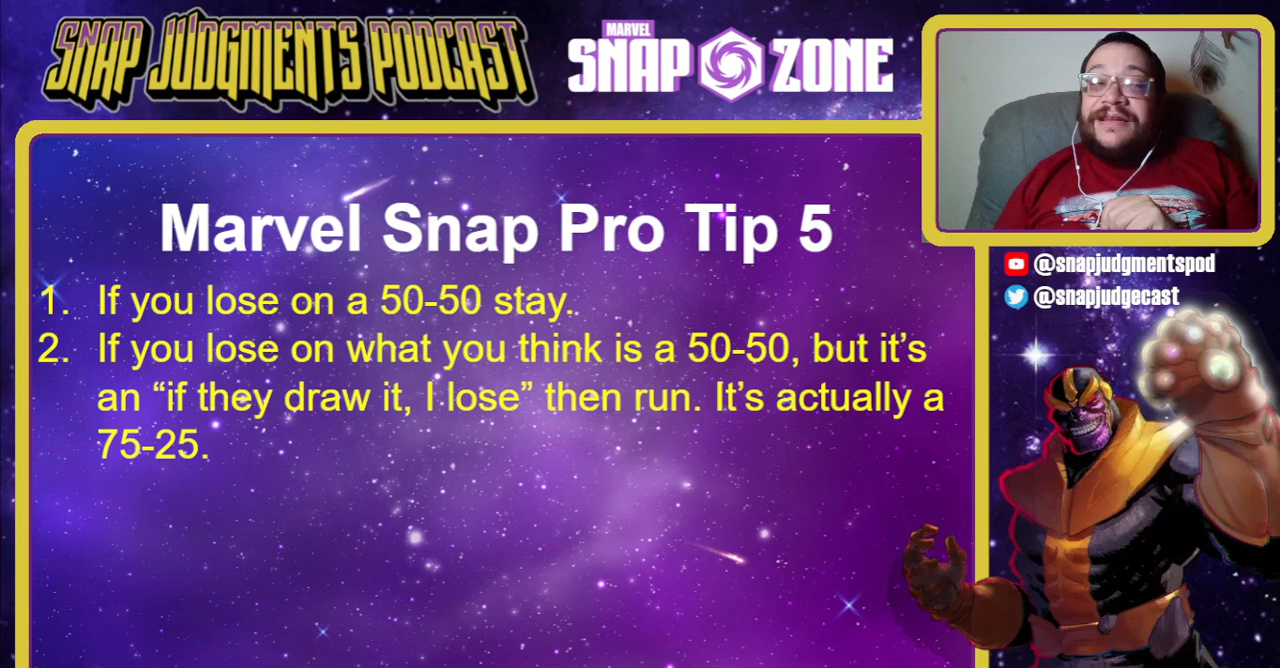 SNAP JUDGMENTS PODCAST
MARVEL
SNAP ZONE
Marvel Snap Pro Tip 5
1. If you lose on a 50-50 stay.
2. If you lose on what you think is a 50-50, but it’s
an “if they draw it, I lose” then run. It’s actually a
75-25.
@snapjudgmentspod
@snapjudgecast